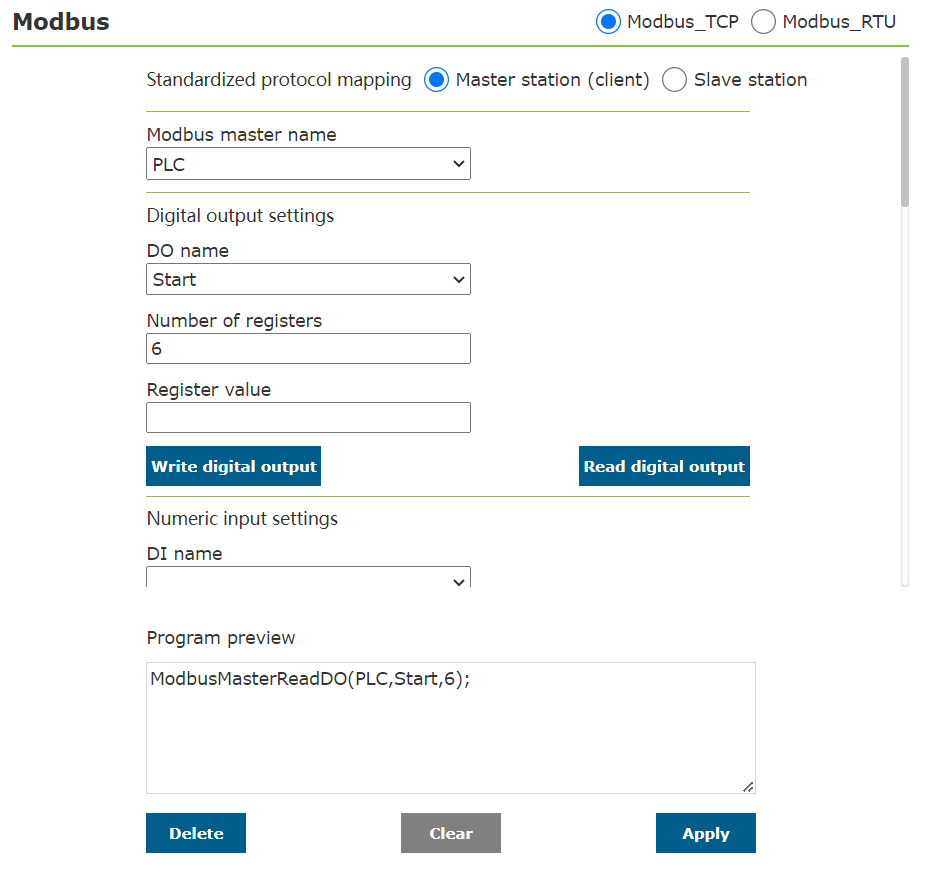 Modbus
Modbus_TCP Modbus_RTU
Standardized protocol mapping Master station (client) Slave station
Modbus master name
PLC
Digital output settings
DO name
Start
Number of registers
6
Register value
Write digital output Read digital output
Numeric input settings
DI name
Program preview
ModbusMasterReadDO(PLC,Start,6);
Delete Clear Apply